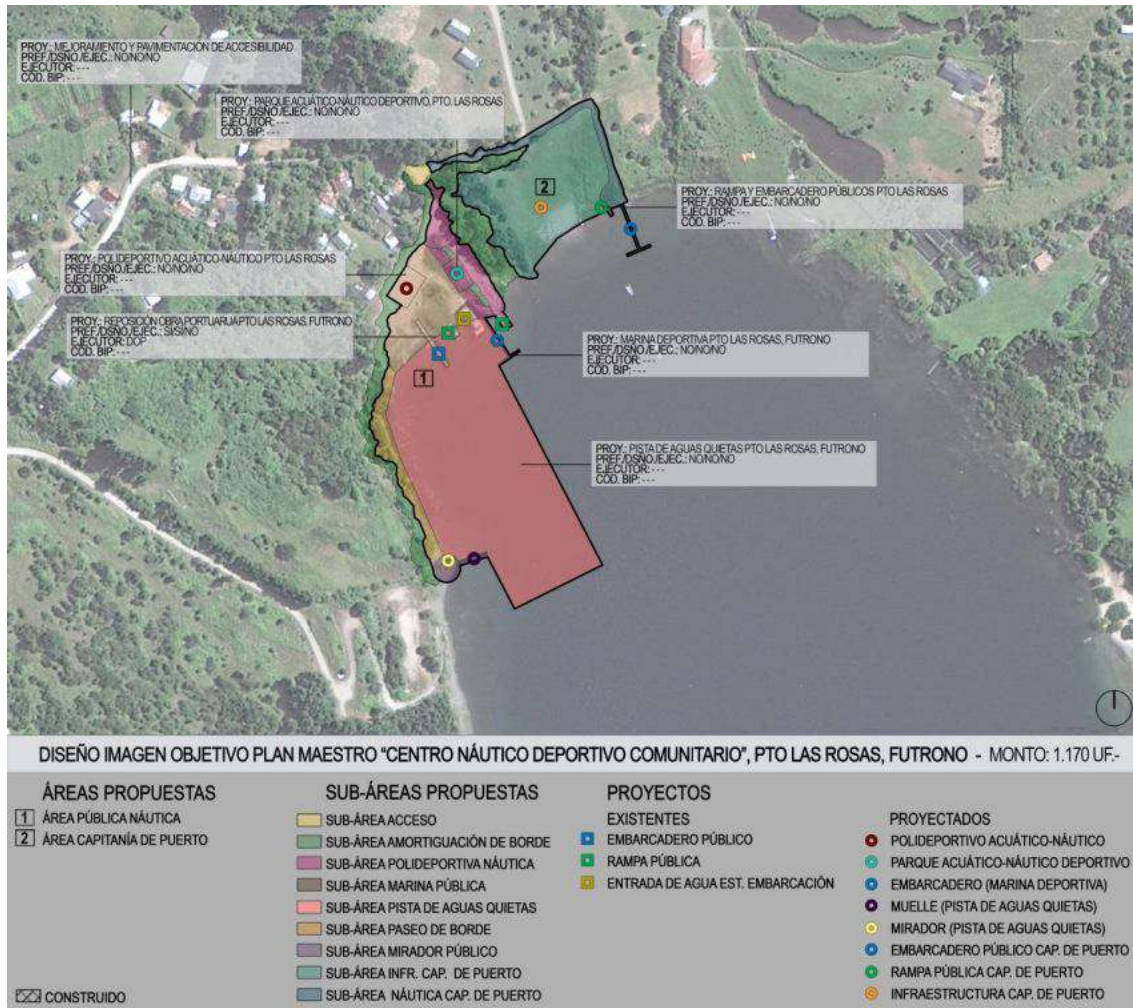 PROY.: MEJORAMIENTO Y PAVIMENTACIÓN DE ACCESIBILIDAD
PREF./DSÑO./EJEC.: NO/NO/NO
EJECUTOR: ---
CÓD. BIP: ---
PROY.: PARQUE ACUÁTICO-NÁUTICO DEPORTIVO, PTO. LAS ROSAS
PREF./DSÑO./EJEC.: NO/NO/NO
EJECUTOR: ---
CÓD. BIP: ---
2
PROY.: RAMPA Y EMBARCADERO PÚBLICOS PTO LAS ROSAS
PREF./DSÑO./EJEC.: NO/NO/NO
EJECUTOR: ---
CÓD. BIP: ---
PROY.: POLIDEPORTIVO ACUÁTICO-NÁUTICO PTO LAS ROSAS
PREF./DSÑO./EJEC.: NO/NO/NO
EJECUTOR: ---
CÓD. BIP: ---
PROY.: REPOSICIÓN OBRA PORTUARIA PTO LAS ROSAS, FUTRONO
PREF./DSÑO./EJEC.: SI/SI/NO
EJECUTOR: DOP
CÓD. BIP: ---
1
PROY.: MARINA DEPORTIVA PTO LAS ROSAS, FUTRONO
PREF./DSÑO./EJEC.: NO/NO/NO
EJECUTOR: ---
CÓD. BIP: ---
PROY.: PISTA DE AGUAS QUIETAS PTO LAS ROSAS, FUTRONO
PREF./DSÑO./EJEC.: NO/NO/NO
EJECUTOR: ---
CÓD. BIP: ---
DISEÑO IMAGEN OBJETIVO PLAN MAESTRO "CENTRO NÁUTICO DEPORTIVO COMUNITARIO", PTO LAS ROSAS, FUTRONO - MONTO: 1.170 UF.-
ÁREAS PROPUESTAS
1 ÁREA PÚBLICA NÁUTICA
2 ÁREA CAPITANÍA DE PUERTO
CONSTRUIDO
SUB-ÁREAS PROPUESTAS
SUB-ÁREA ACCESO
SUB-ÁREA AMORTIGUACIÓN DE BORDE
SUB-ÁREA POLIDEPORTIVA NÁUTICA
SUB-ÁREA MARINA PÚBLICA
SUB-ÁREA PISTA DE AGUAS QUIETAS
SUB-ÁREA PASEO DE BORDE
SUB-ÁREA MIRADOR PÚBLICO
SUB-ÁREA INFR. CAP. DE PUERTO
SUB-ÁREA NÁUTICA CAP. DE PUERTO
PROYECTOS
EXISTENTES
EMBARCADERO PÚBLICO
RAMPA PÚBLICA
ENTRADA DE AGUA EST. EMBARCACIÓN
PROYECTADOS
POLIDEPORTIVO ACUÁTICO-NÁUTICO
PARQUE ACUÁTICO-NÁUTICO DEPORTIVO
EMBARCADERO (MARINA DEPORTIVA)
MUELLE (PISTA DE AGUAS QUIETAS)
MIRADOR (PISTA DE AGUAS QUIETAS)
EMBARCADERO PÚBLICO CAP. DE PUERTO
RAMPA PÚBLICA CAP. DE PUERTO
INFRAESTRUCTURA CAP. DE PUERTO